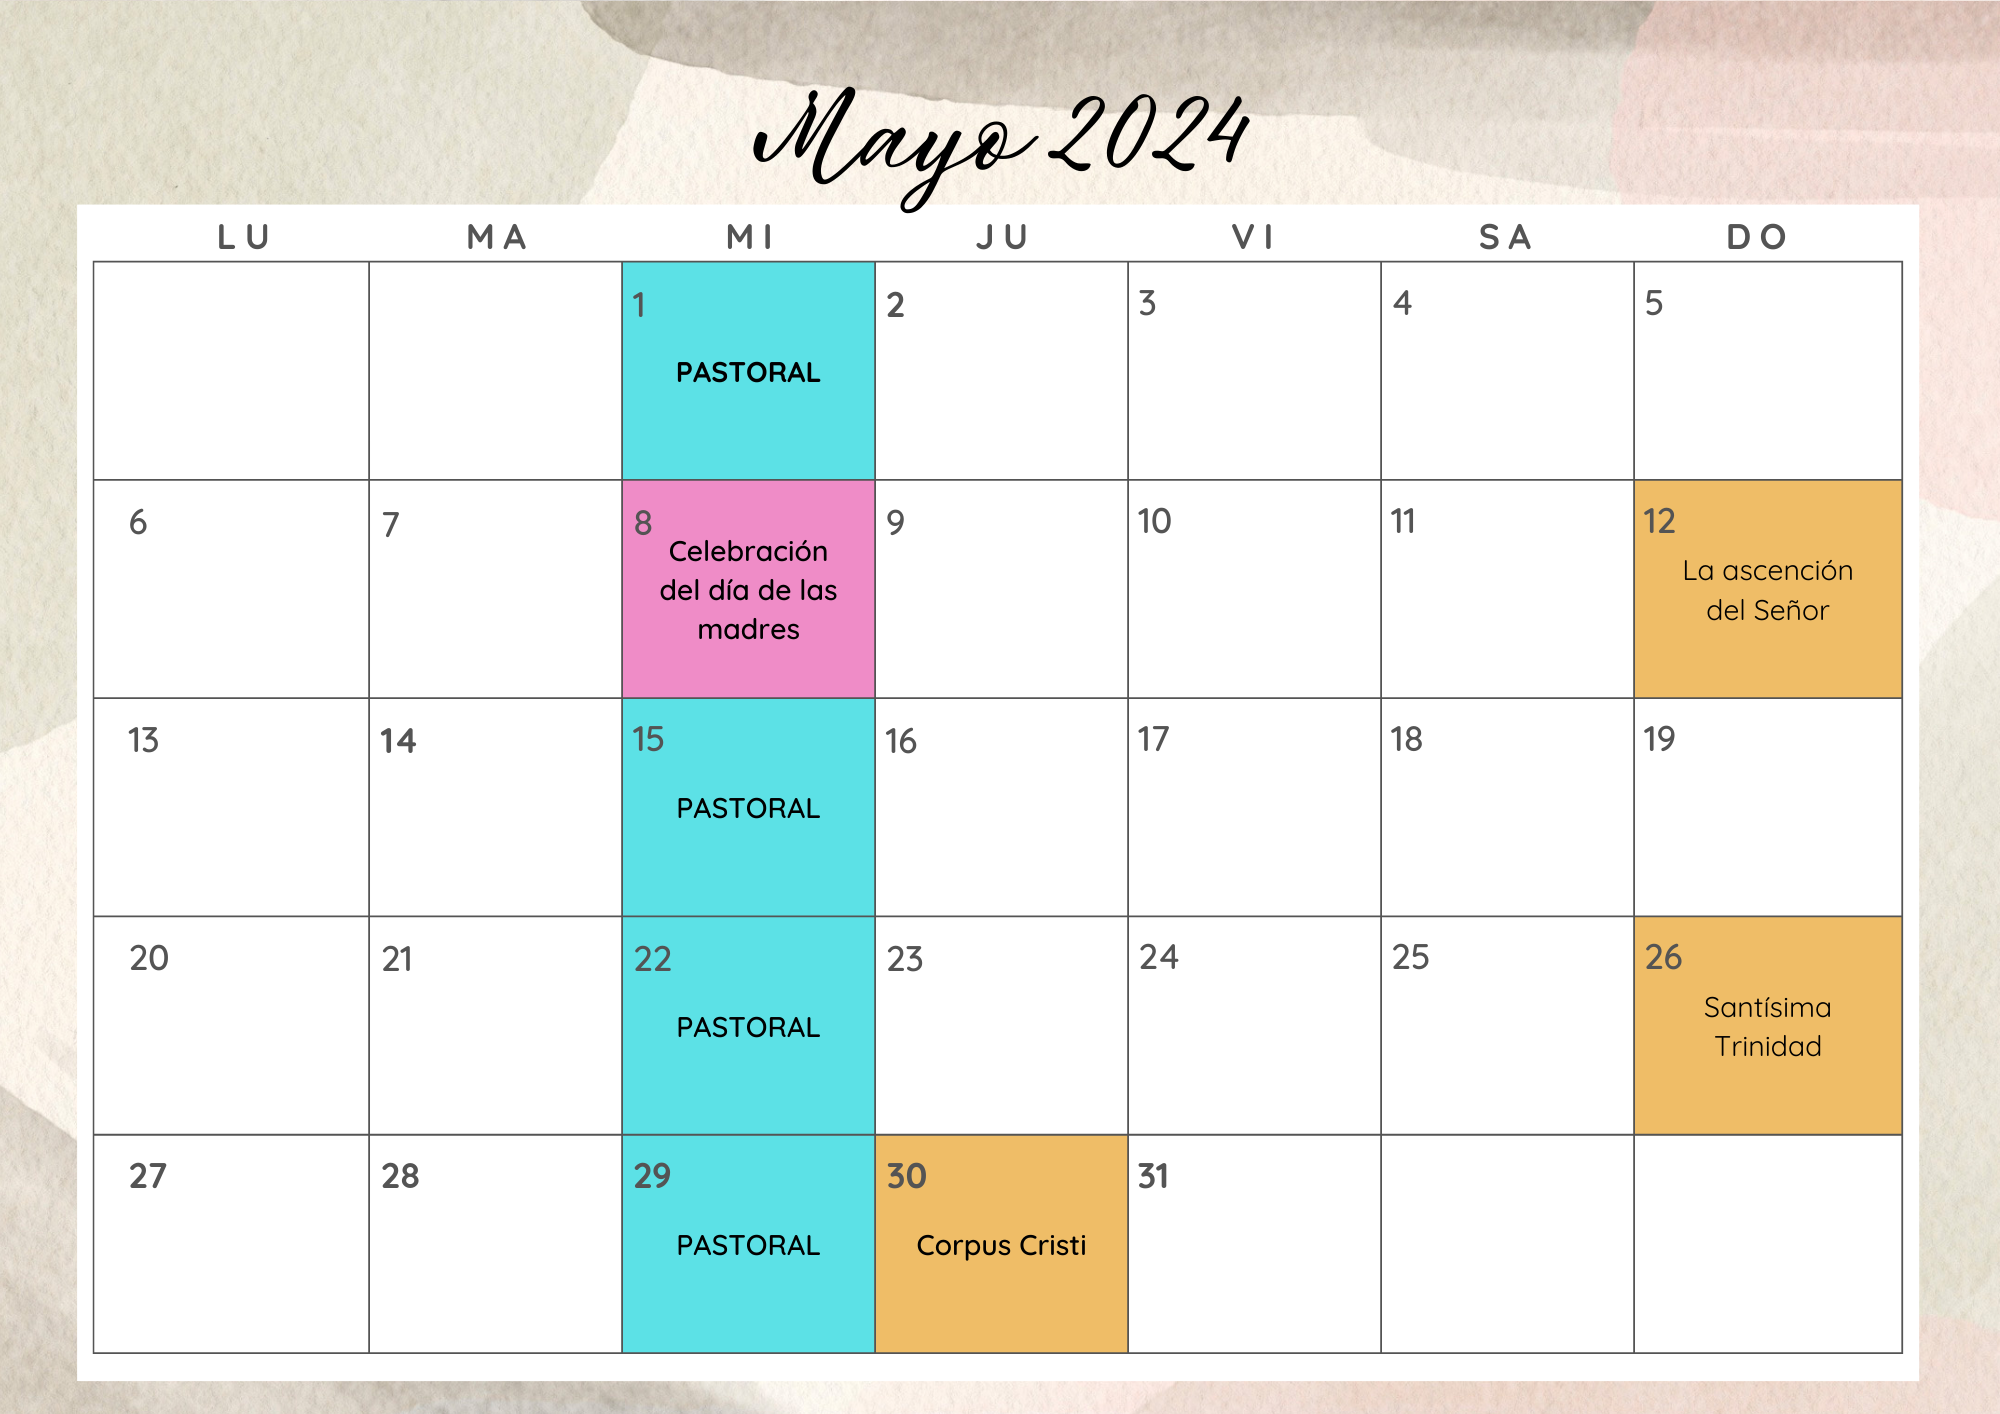 Mayo 2024
LU MA MI JU VI SA DO
1 2 3 4 5
PASTORAL
6 7 8 9 10 11 12
Celebración
del día de las
madres
La ascención
del Señor
13 14 15 16 17 18 19
PASTORAL
20 21 22 23 24 25 26
PASTORAL
Santísima
Trinidad
27 28 29 30 31
PASTORAL
Corpus Cristi